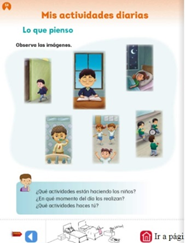 Mis actividades diarias
Lo que pienso
Observo las imágenes.
¿Qué actividades están haciendo los niños?
¿En qué momento del día las realizan?
¿Qué actividades haces tú?
Ir a pági